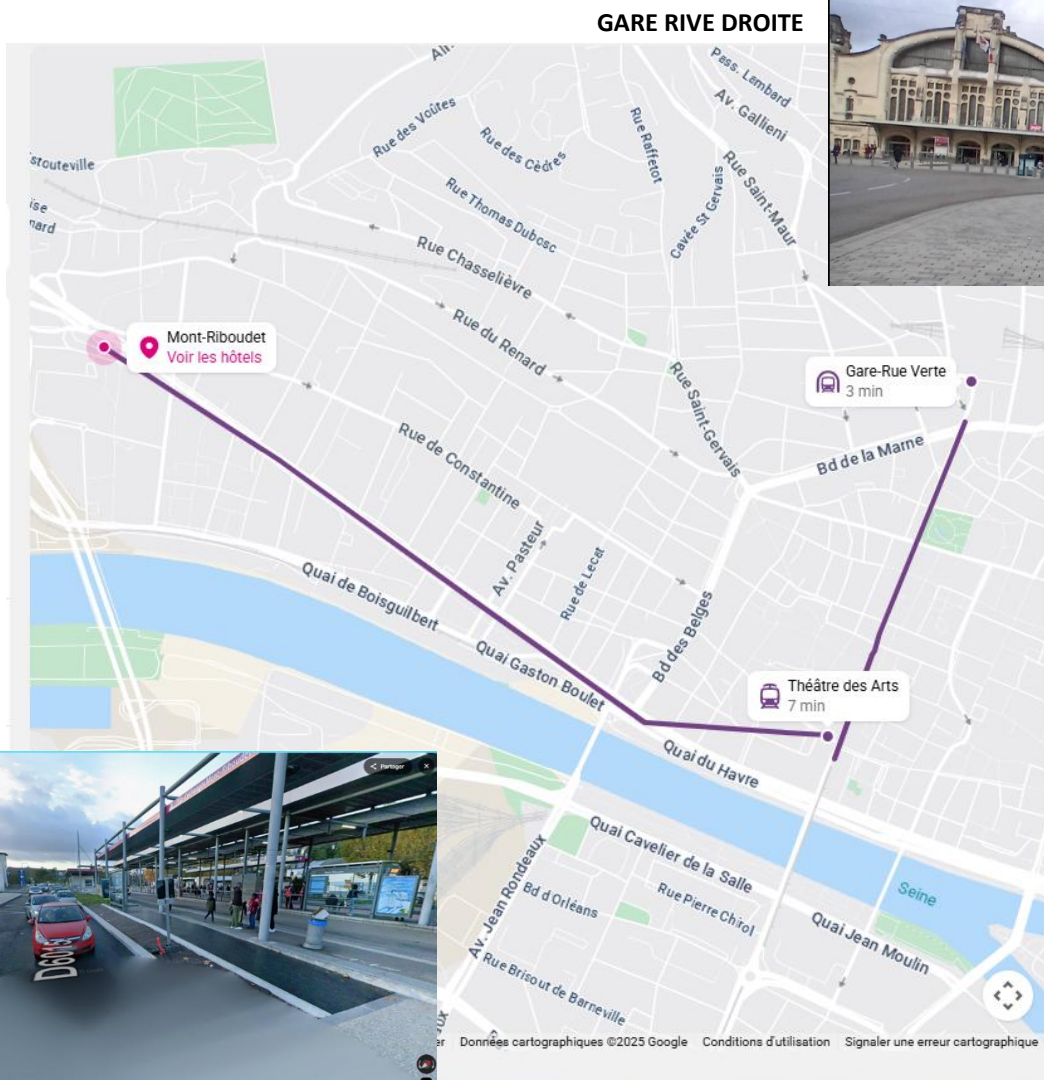 GARE RIVE DROITE
Pass. Lambard
Av. Gallieni
Rue des Voûtes
Rue des Cèdres
Rue Raffetot
Rue Saint-Maur
Cavée St Gervais
Rue Thomas Dubosc
Rue Chasselièvre
Rue du Renard
Mont-Riboudet
Voir les hôtels
Gare-Rue Verte
3 min
Rue Saint-Gervais
Bd de la Marne
Rue de Constantine
Av. Pasteur
Rue de Lecat
Quai de Boisguilbert
Bd des Belges
Quai Gaston Boulet
Théâtre des Arts
7 min
Quai du Havre
Partager
Quai Cavelier de la Salle
Seine
Av. Jean Rondeaux
Bd d'Orléans
Rue Pierre Chirol
Quai Jean Moulin
Rue Brisout de Barneville
Données cartographiques ©2025 Google
Conditions d'utilisation
Signaler une erreur cartographique